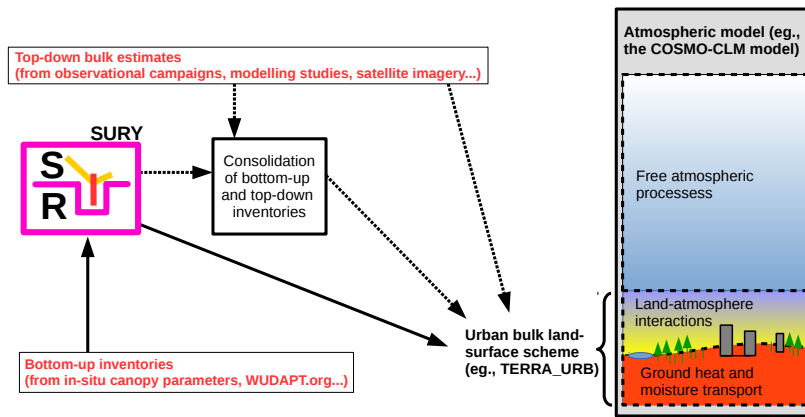 Top-down bulk estimates
(from observational campaigns, modelling studies, satellite imagery...)
SURY
S
R
Consolidation
of bottom-up
and top-down
inventories
Bottom-up inventories
(from in-situ canopy parameters, WUDAPT.org...)
Urban bulk land-
surface scheme
(eg., TERRA_URB)
Atmospheric model (eg.,
the COSMO-CLM model)
Free atmospheric
processess
Land-atmosphere
interactions
Ground heat and
moisture transport